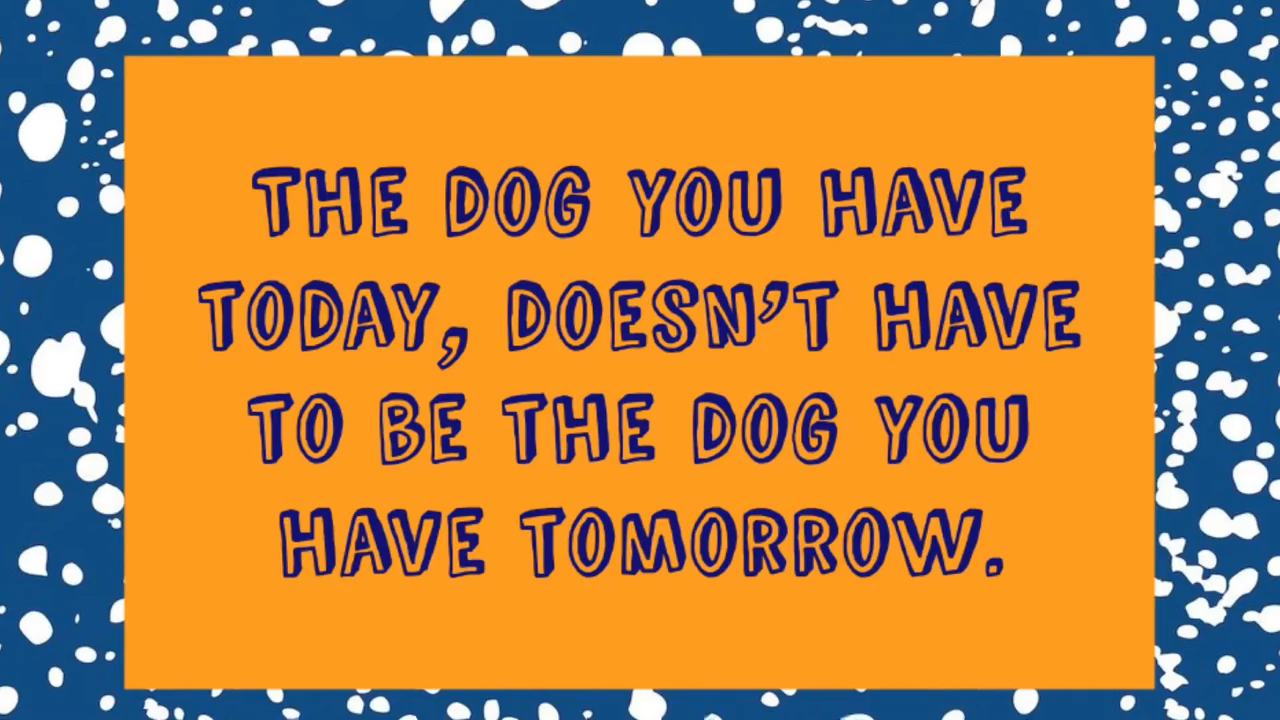 THE DOG YOU HAVE
TODAY, DOESN'T HAVE
TO BE THE DOG YOU
HAVE TOMORROW.